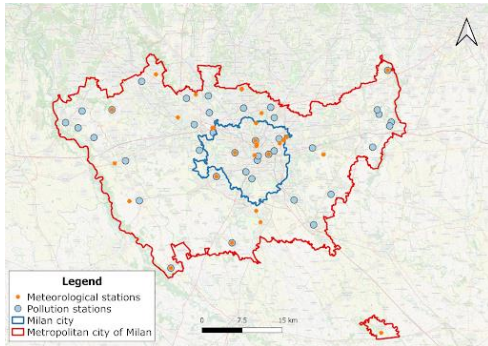 Legend
Meteorological stations
Pollution stations
Milan city
Metropolitan city of Milan
0 7.5 15 km